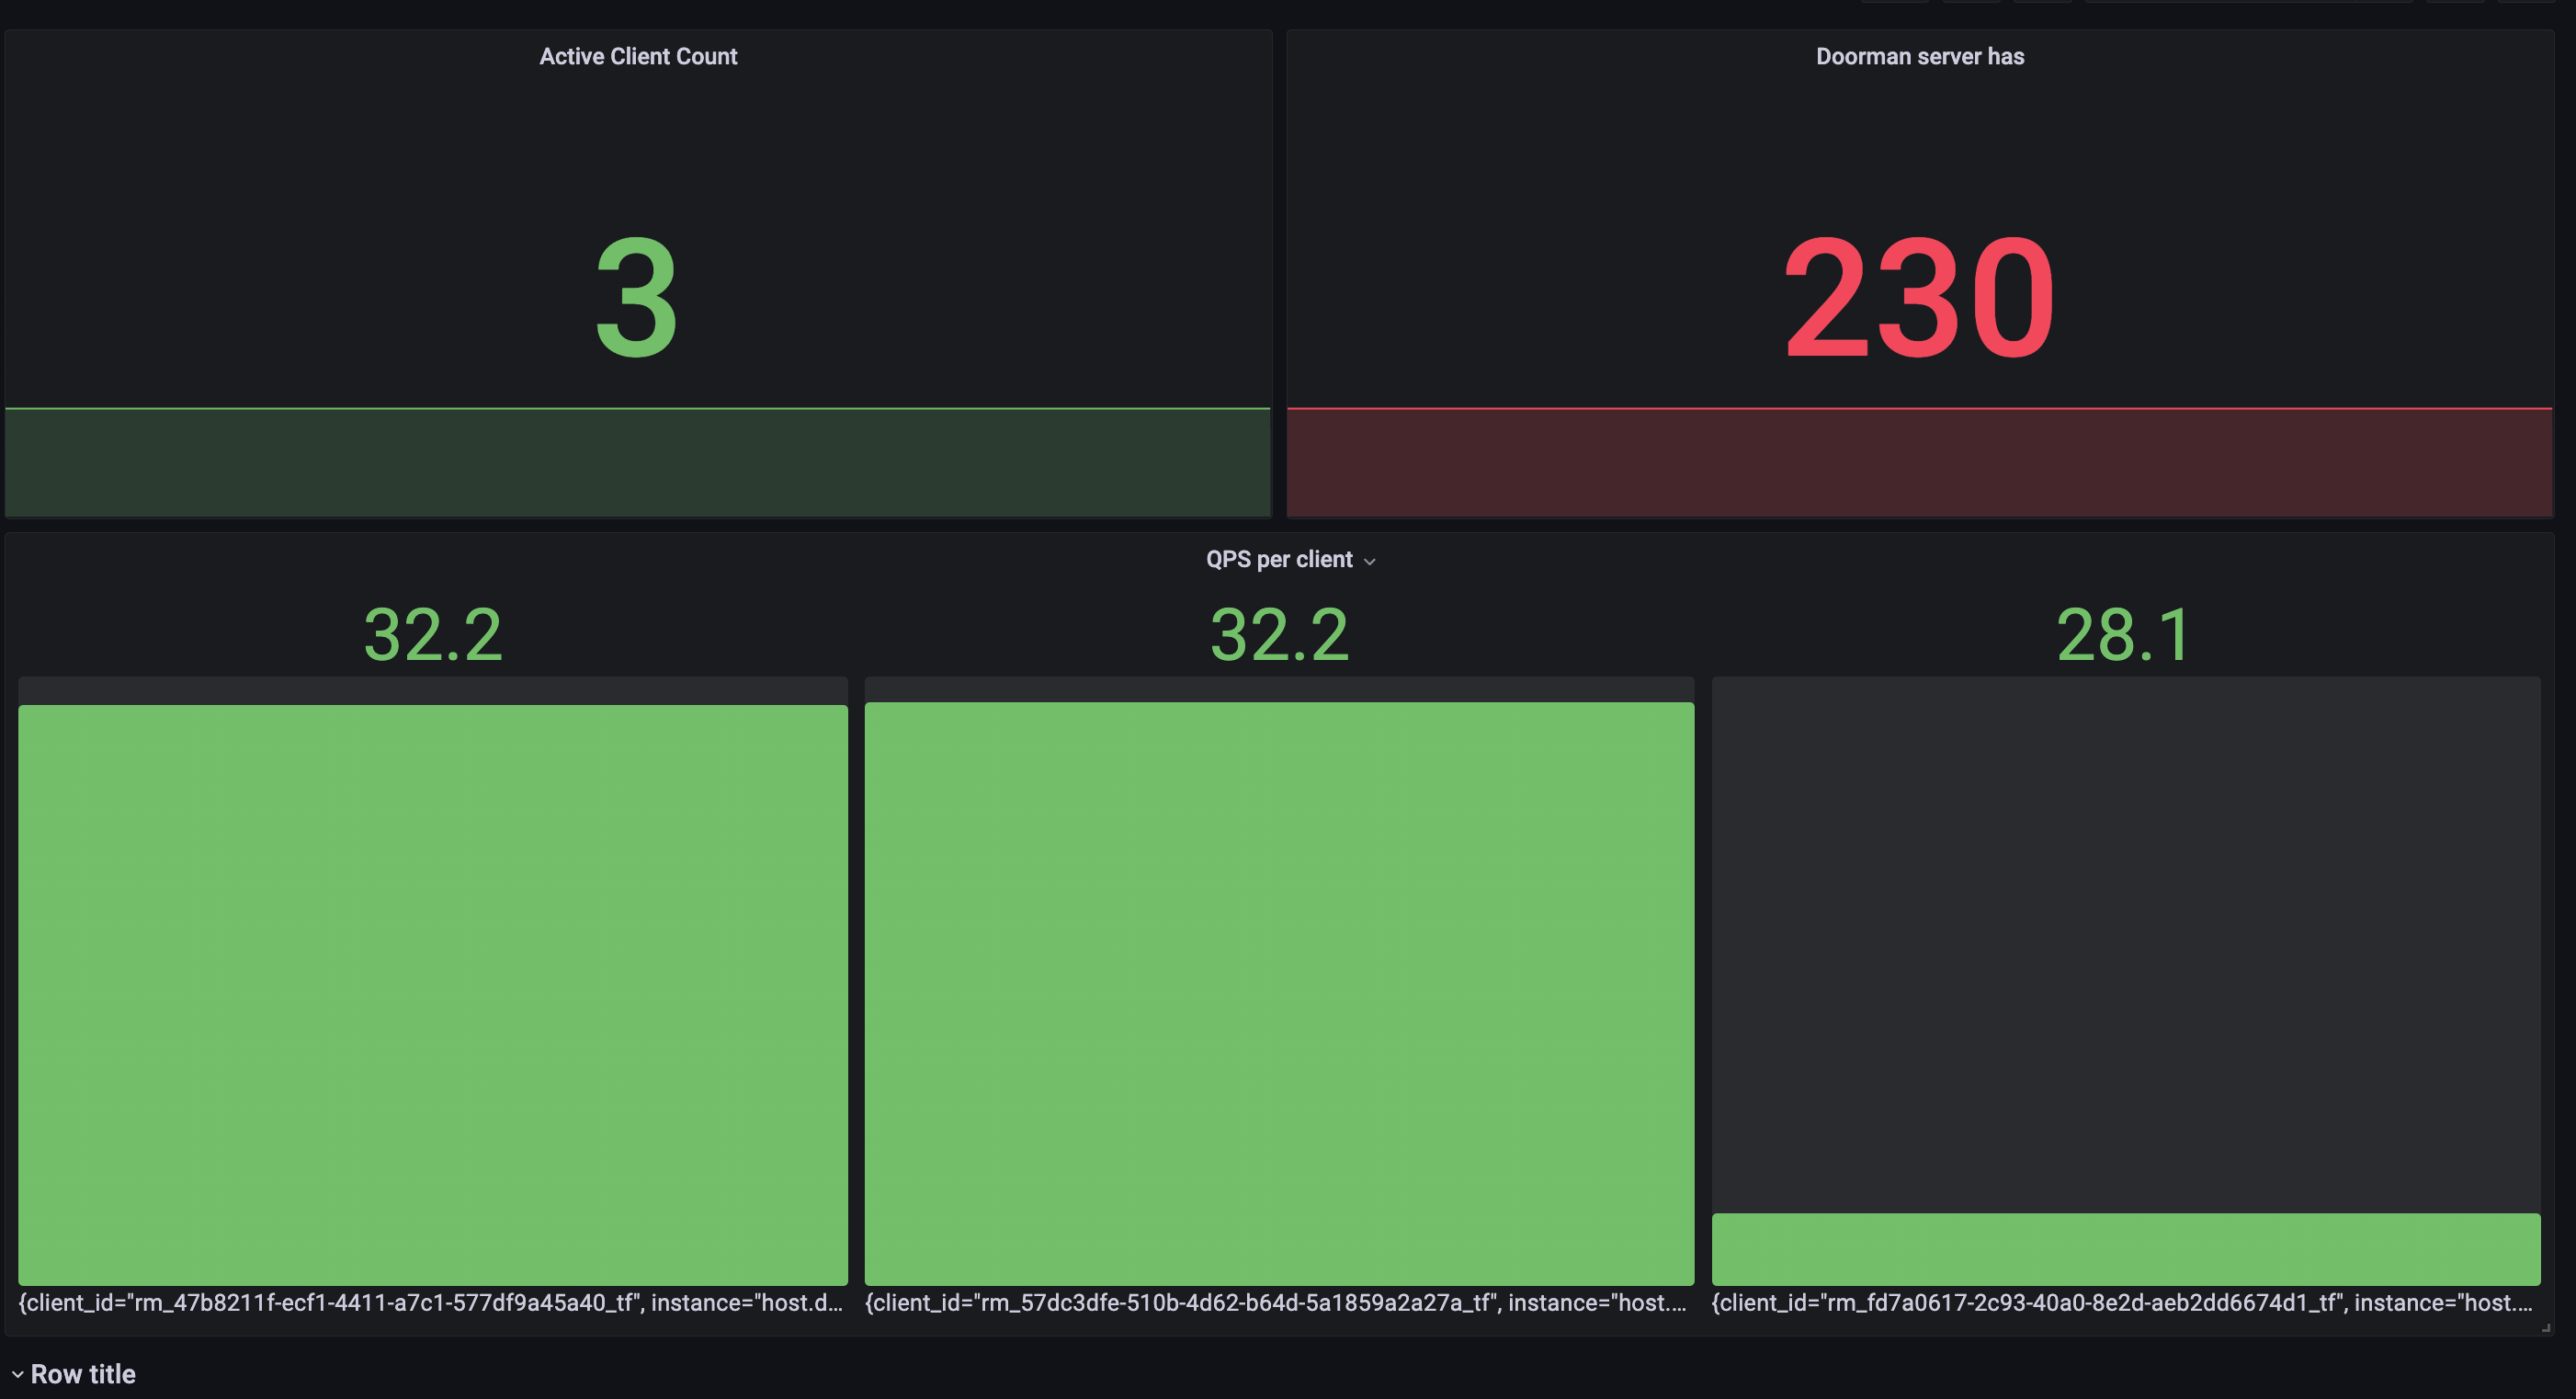 Active Client Count
Doorman server has
3
230
QPS per client
32.2
32.2
28.1
{client_id="rm_47b8211f-ecf1-4411-a7c1-577df9a45a40_tf", instance="host.d...
{client_id="rm_57dc3dfe-510b-4d62-b64d-5a1859a2a27a_tf", instance="host....
{client_id="rm_fd7a0617-2c93-40a0-8e2d-aeb2dd6674d1_tf", instance="host....
Row title